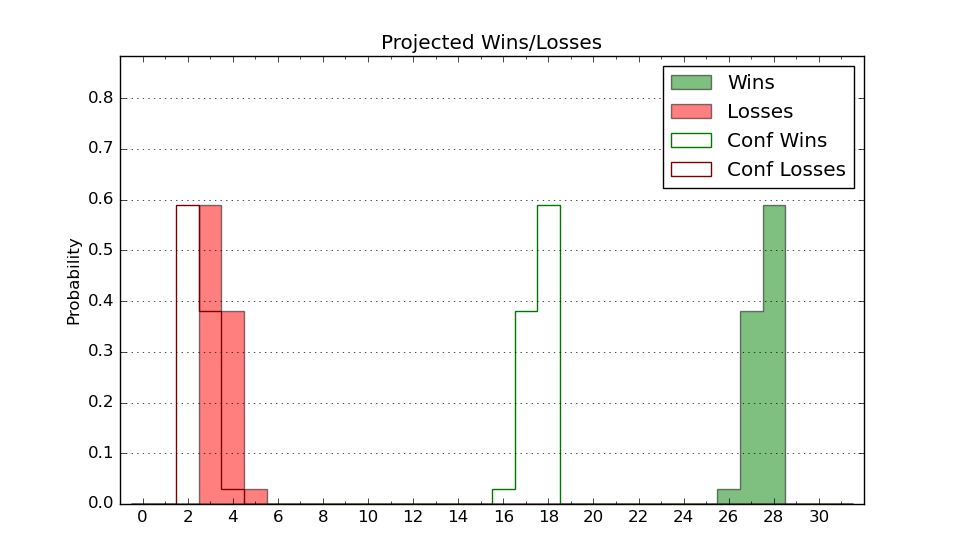 Projected Wins/Losses
Wins
Losses
Conf Wins
Conf Losses
Probability
0.8
0.7
0.6
0.5
0.4
0.3
0.2
0.1
0.0
0 2 4 6 8 10 12 14 16 18 20 22 24 26 28 30